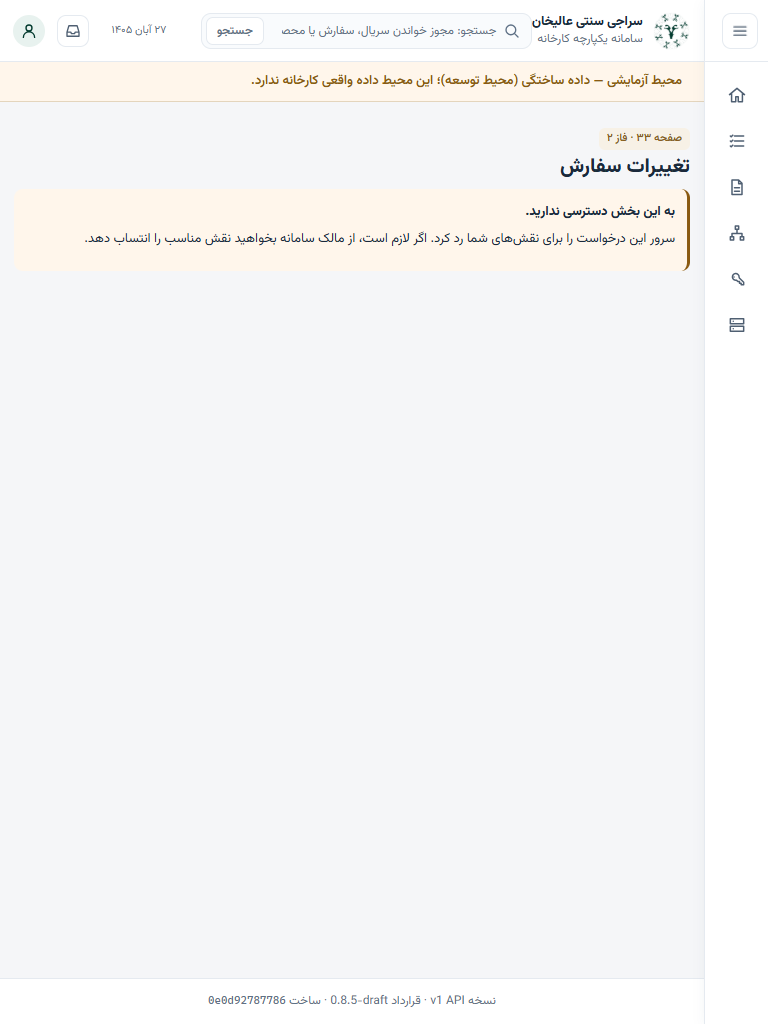 سراجی سنتی عالیخان
سامانه یکپارچه کارخانه
جستجو: مجوز خواندن سریال، سفارش یا محص
جستجو
۲۷ آبان ۱۴۰۵
محیط آزمایشی — داده ساختگی (محیط توسعه)؛ این محیط داده واقعی کارخانه ندارد.
صفحه ۳۳ · فاز ۲
تغییرات سفارش
به این بخش دسترسی ندارید.
سرور این درخواست را برای نقش‌های شما رد کرد. اگر لازم است، از مالک سامانه بخواهید نقش مناسب را انتساب دهد.
نسخه v1 API · قرارداد 0.8.5-draft · ساخت 0e0d92787786